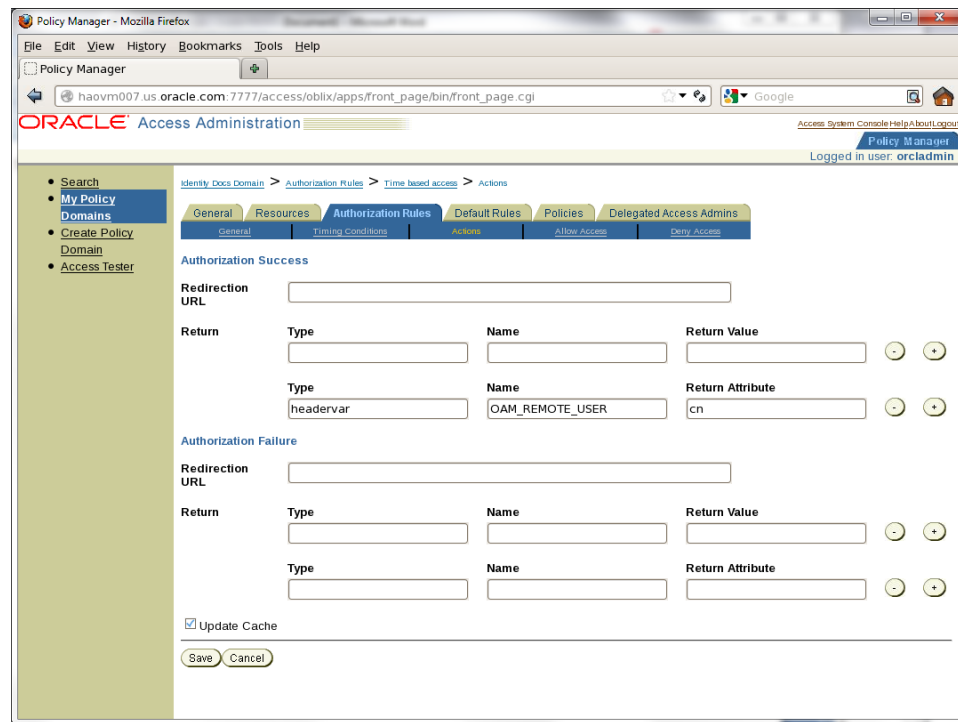 Policy Manager - Mozilla Firefox
File Edit View History Bookmarks Tools Help
Policy Manager
haovm007.us.oracle.com:7777/access/oblix/apps/front_page/bin/front_page.cgi
Google
ORACLE Access Administration
Access System Console Help About Logout
Policy Manager
Logged in user: orcladmin
Search
My Policy
Domains
Create Policy
Domain
Access Tester
Identity Docs Domain > Authorization Rules > Time based access > Actions
General Resources Authorization Rules Default Rules Policies Delegated Access Admins
General Timing Conditions Actions Allow Access Deny Access
Authorization Success
Redirection
URL
Return Type Name Return Value
- +
Type Name Return Attribute
headervar OAM_REMOTE_USER cn - +
Authorization Failure
Redirection
URL
Return Type Name Return Value
- +
Type Name Return Attribute
- +
Update Cache
Save Cancel